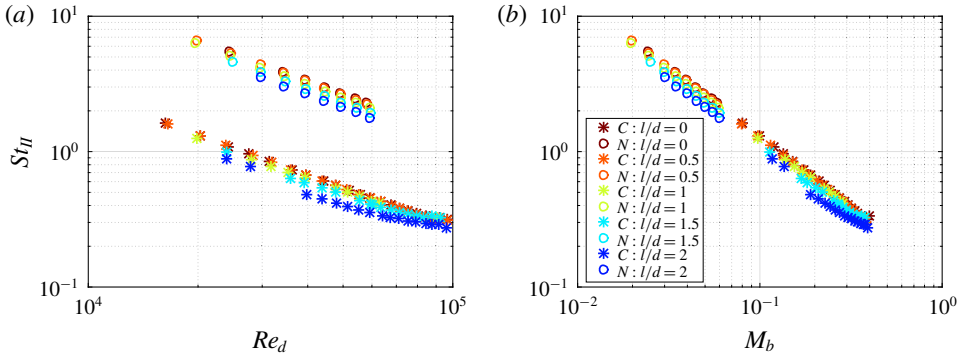 (a)
10^1
10^0
10^{-1}
St_{II}
10^4
10^5
Re_d
(b)
10^1
10^0
10^{-1}
C : l/d = 0
N : l/d = 0
C : l/d = 0.5
N : l/d = 0.5
C : l/d = 1
N : l/d = 1
C : l/d = 1.5
N : l/d = 1.5
C : l/d = 2
N : l/d = 2
10^{-2}
10^{-1}
10^0
M_b